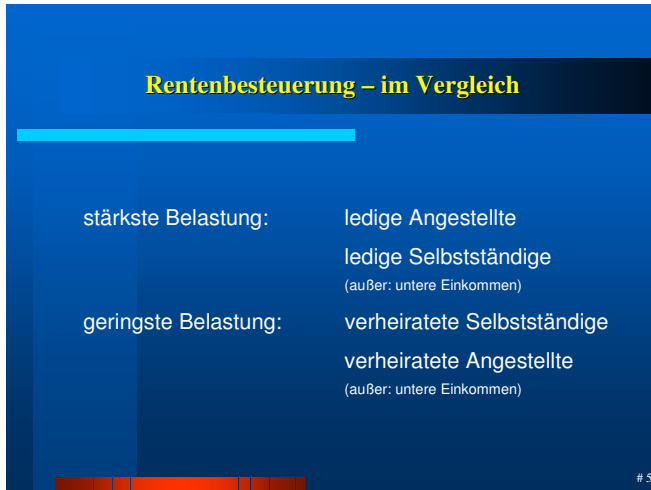 Rentenbesteuerung – im Vergleich
stärkste Belastung: ledige Angestellte
ledige Selbstständige
(außer: untere Einkommen)
geringste Belastung: verheiratete Selbstständige
verheiratete Angestellte
(außer: untere Einkommen)
# 5